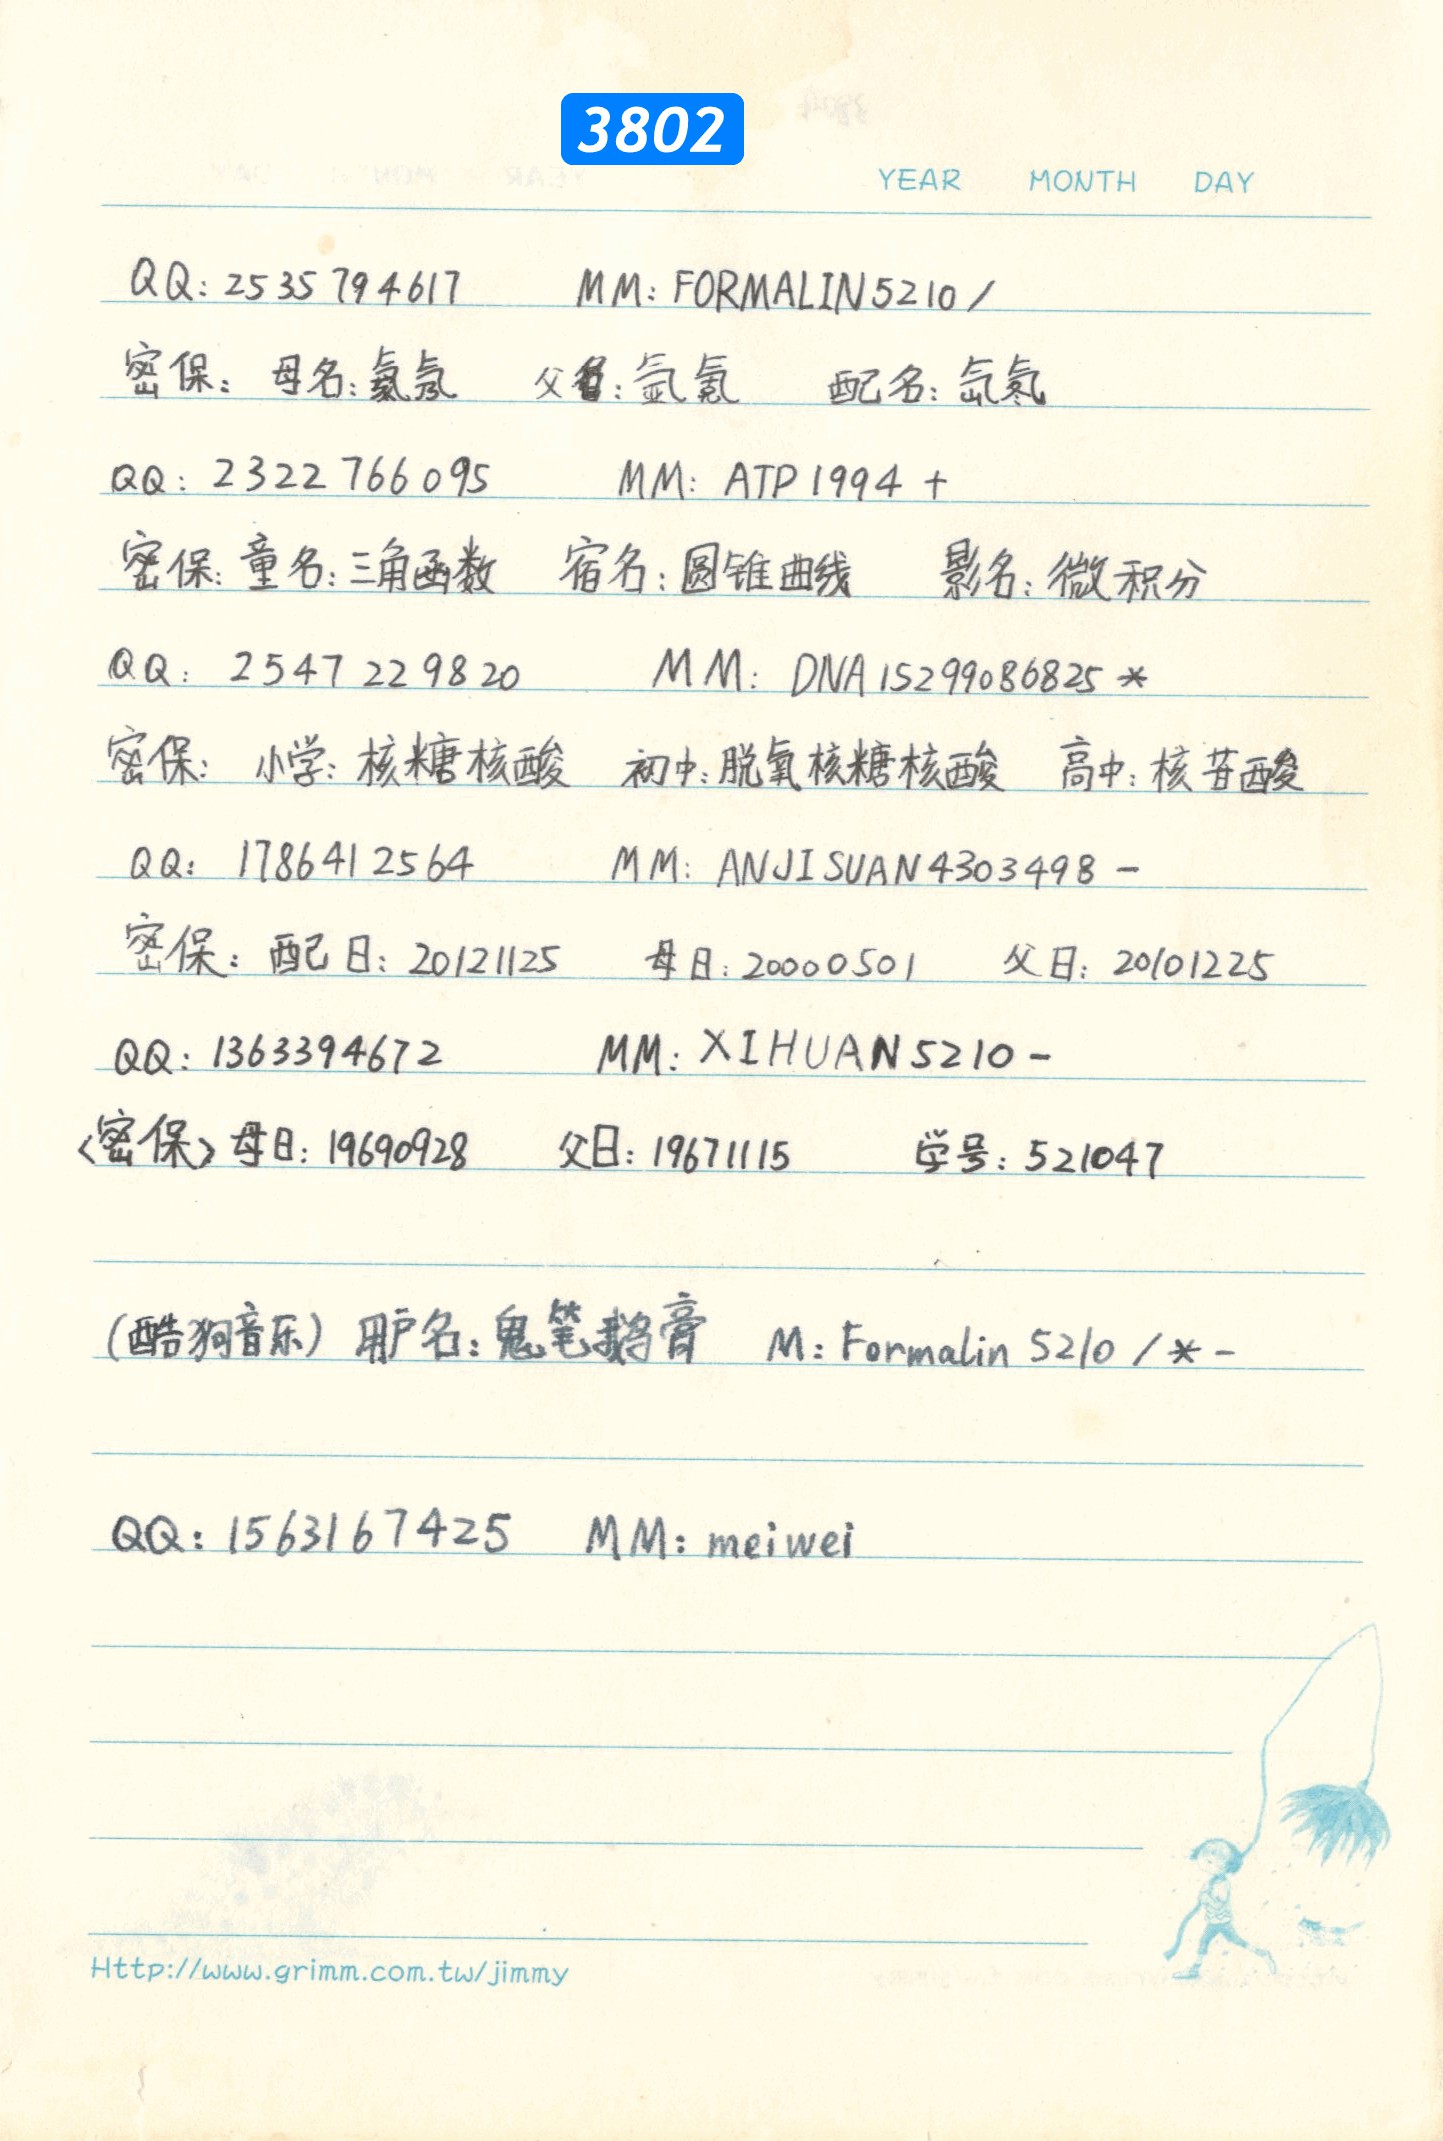 3802
YEAR MONTH DAY
QQ: 2535794617 MM: FORMALIN5210/
密保: 母名: 氦氖 父名: 氩氪 配名: 氙氡
QQ: 2322766095 MM: ATP1994+
密保: 童名: 三角函数 宿名: 圆锥曲线 影名: 微积分
QQ: 2547229820 MM: DNA15299086825*
密保: 小学: 核糖核酸 初中: 脱氧核糖核酸 高中: 核苷酸
QQ: 1786412564 MM: ANJISUAN4303498-
密保: 配日: 20121125 母日: 20000501 父日: 20101225
QQ: 1363394672 MM: XIHUAN5210-
<密保> 母日: 19690928 父日: 19671115 学号: 521047
(酷狗音乐) 用户名: 鬼笔鹅膏 M: Formalin 5210/*-
QQ: 1563167425 MM: meiwei
Http://www.grimm.com.tw/jimmy